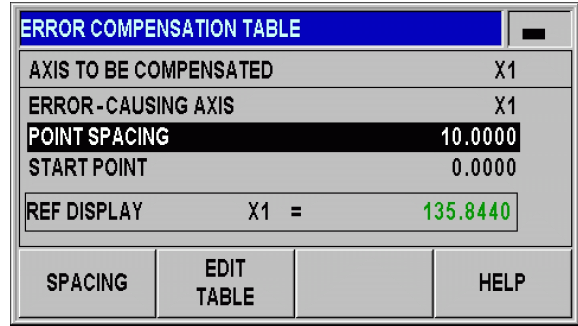 ERROR COMPENSATION TABLE
AXIS TO BE COMPENSATED X1
ERROR-CAUSING AXIS X1
POINT SPACING 10.0000
START POINT 0.0000
REF DISPLAY X1 = 135.8440
SPACING EDIT TABLE HELP